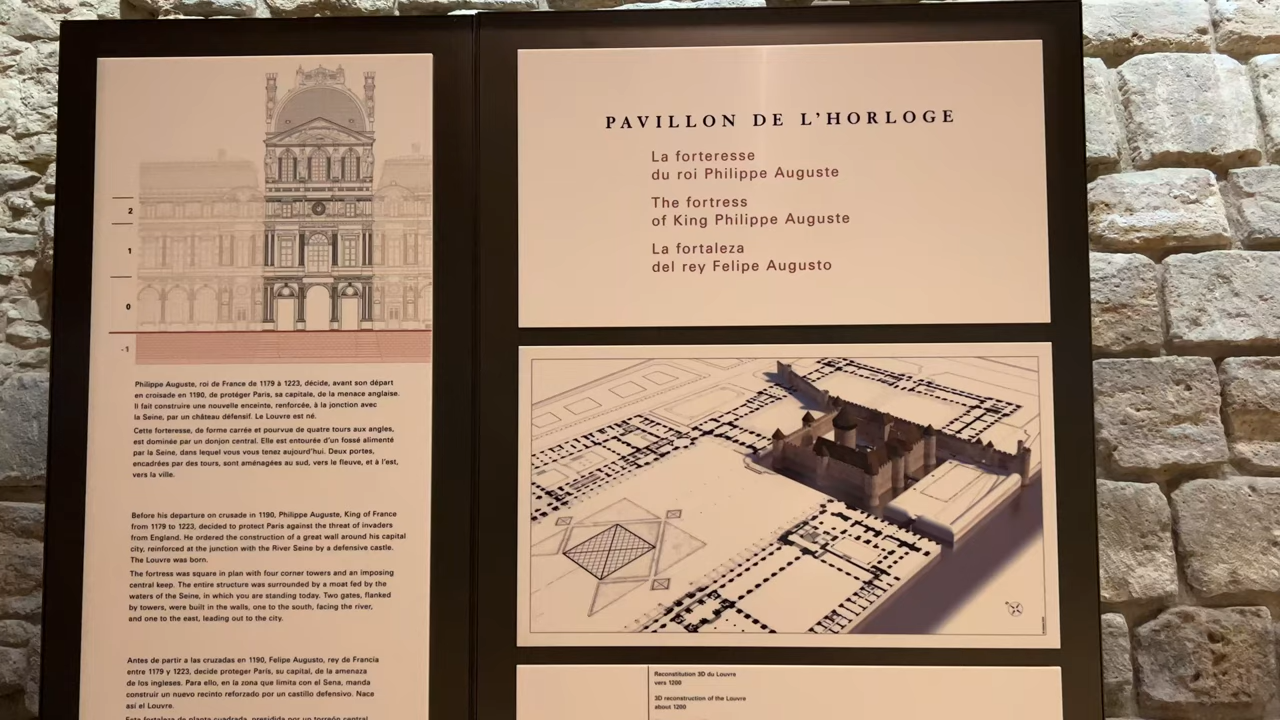 2
1
0
-1
Philippe Auguste, roi de France de 1179 à 1223, décide, avant son départ
en croisade en 1190, de protéger Paris, sa capitale, de la menace anglaise.
Il fait construire une nouvelle enceinte, renforcée, à la jonction avec
la Seine, par un château défensif. Le Louvre est né.
Cette forteresse, de forme carrée et pourvue de quatre tours aux angles,
est dominée par un donjon central. Elle est entourée d'un fossé alimenté
par la Seine, dans lequel vous vous tenez aujourd'hui. Deux portes,
encadrées par des tours, sont aménagées au sud, vers le fleuve, et à l'est,
vers la ville.
Before his departure on crusade in 1190, Philippe Auguste, King of France
from 1179 to 1223, decided to protect Paris against the threat of invaders
from England. He ordered the construction of a great wall around his capital
city, reinforced at the junction with the River Seine by a defensive castle.
The Louvre was born.
The fortress was square in plan with four corner towers and an imposing
central keep. The entire structure was surrounded by a moat fed by the
waters of the Seine, in which you are standing today. Two gates, flanked
by towers, were built in the walls, one to the south, facing the river,
and one to the east, leading out to the city.
Antes de partir a las cruzadas en 1190, Felipe Augusto, rey de Francia
entre 1179 y 1223, decide proteger París, su capital, de la amenaza
de los ingleses. Para ello, en la zona que limita con el Sena, manda
construir un nuevo recinto reforzado por un castillo defensivo. Nace
así el Louvre.
Esta fortaleza de planta cuadrada, presidida por un torreón central
PAVILLON DE L'HORLOGE
La forteresse
du roi Philippe Auguste
The fortress
of King Philippe Auguste
La fortaleza
del rey Felipe Augusto
Reconstitution 3D du Louvre
vers 1200
3D reconstruction of the Louvre
about 1200